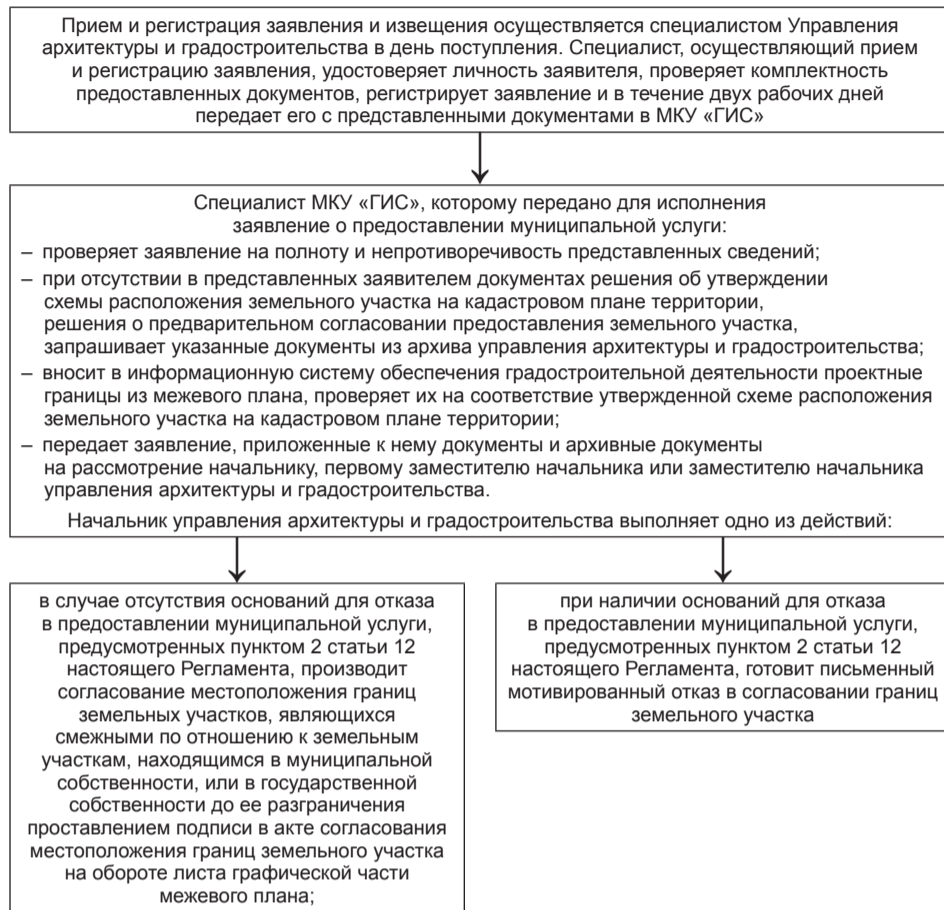 Прием и регистрация заявления и извещения осуществляется специалистом Управления
архитектуры и градостроительства в день поступления. Специалист, осуществляющий прием
и регистрацию заявления, удостоверяет личность заявителя, проверяет комплектность
предоставленных документов, регистрирует заявление и в течение двух рабочих дней
передает его с представленными документами в МКУ «ГИС»
Специалист МКУ «ГИС», которому передано для исполнения
заявление о предоставлении муниципальной услуги:
– проверяет заявление на полноту и непротиворечивость представленных сведений;
– при отсутствии в представленных заявителем документах решения об утверждении
схемы расположения земельного участка на кадастровом плане территории,
решения о предварительном согласовании предоставления земельного участка,
запрашивает указанные документы из архива управления архитектуры и градостроительства;
– вносит в информационную систему обеспечения градостроительной деятельности проектные
границы из межевого плана, проверяет их на соответствие утвержденной схеме расположения
земельного участка на кадастровом плане территории;
– передает заявление, приложенные к нему документы и архивные документы
на рассмотрение начальнику, первому заместителю начальника или заместителю начальника
управления архитектуры и градостроительства.
Начальник управления архитектуры и градостроительства выполняет одно из действий:
в случае отсутствия оснований для отказа
в предоставлении муниципальной услуги,
предусмотренных пунктом 2 статьи 12
настоящего Регламента, производит
согласование местоположения границ
земельных участков, являющихся
смежными по отношению к земельным
участкам, находящимся в муниципальной
собственности, или в государственной
собственности до ее разграничения
проставлением подписи в акте согласования
местоположения границ земельного участка
на обороте листа графической части
межевого плана;
при наличии оснований для отказа
в предоставлении муниципальной услуги,
предусмотренных пунктом 2 статьи 12
настоящего Регламента, готовит письменный
мотивированный отказ в согласовании границ
земельного участка